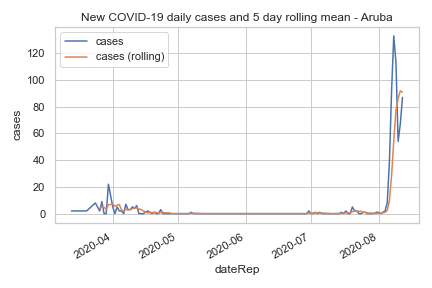 New COVID-19 daily cases and 5 day rolling mean - Aruba
cases
cases (rolling)
120
100
80
60
40
20
0
cases
2020-04
2020-05
2020-06
2020-07
2020-08
dateRep